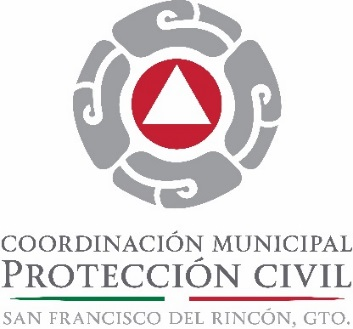 COORDINACIÓN MUNICIPAL
PROTECCIÓN CIVIL
SAN FRANCISCO DEL RINCÓN, GTO.